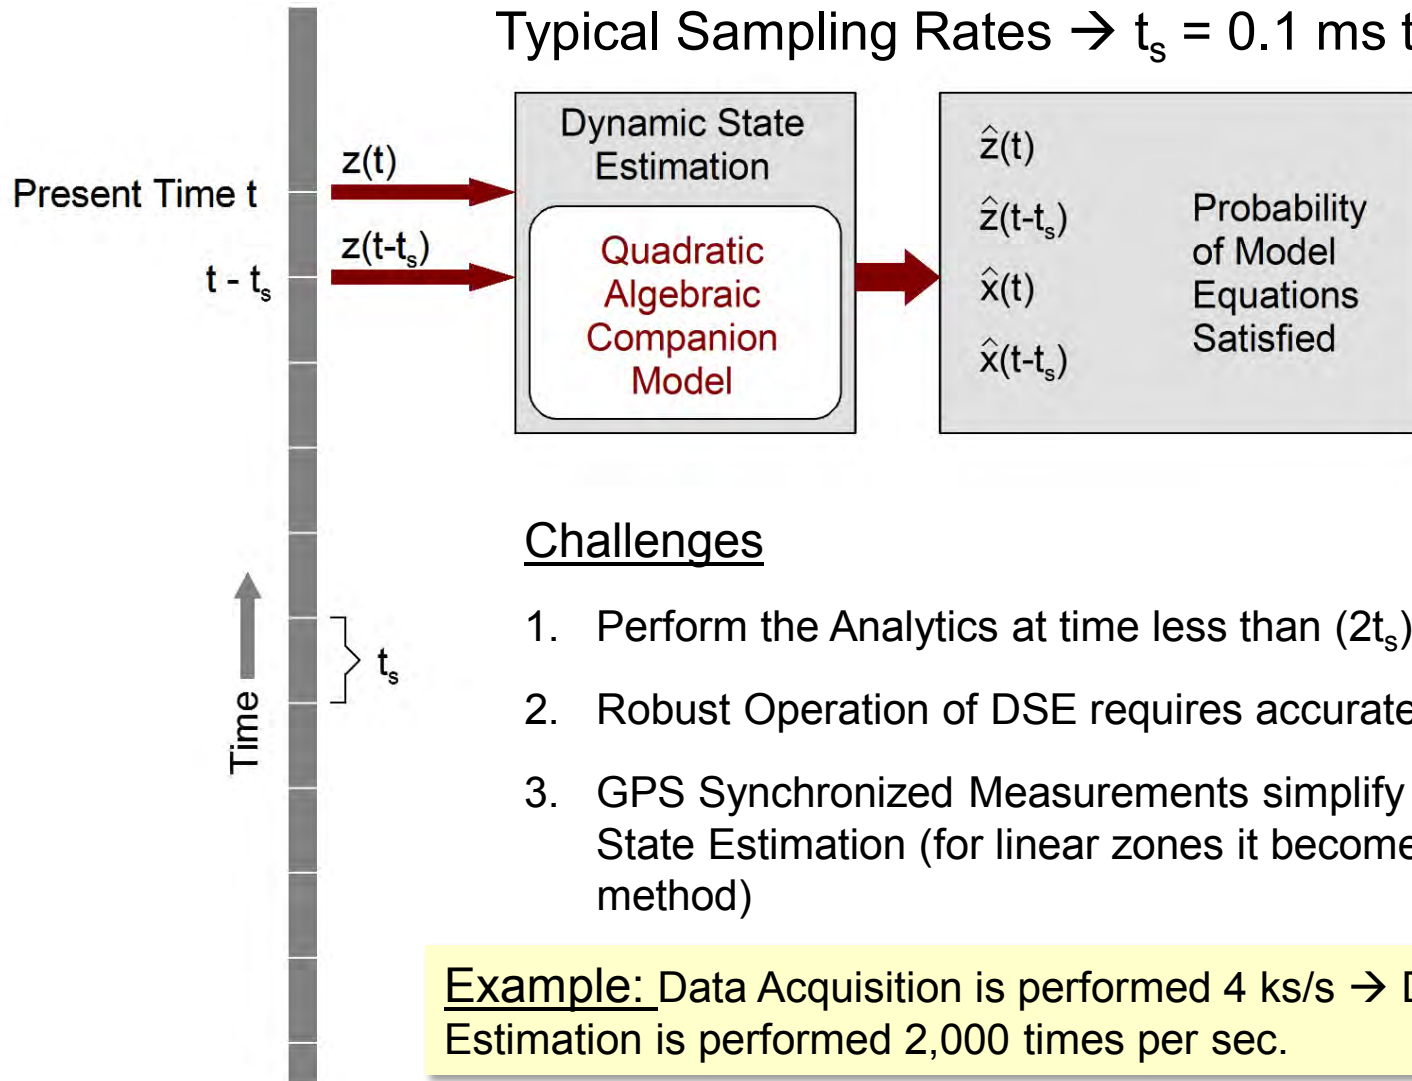 Typical Sampling Rates → tₛ = 0.1 ms t
Present Time t
t - tₛ
z(t)
z(t-tₛ)
Dynamic State
Estimation
Quadratic
Algebraic
Companion
Model
ẑ(t)
ẑ(t-tₛ)
x̂(t)
x̂(t-tₛ)
Probability
of Model
Equations
Satisfied
tₛ
Time
Challenges
1. Perform the Analytics at time less than (2tₛ)
2. Robust Operation of DSE requires accurate
3. GPS Synchronized Measurements simplify
State Estimation (for linear zones it become
method)
Example: Data Acquisition is performed 4 ks/s → D
Estimation is performed 2,000 times per sec.